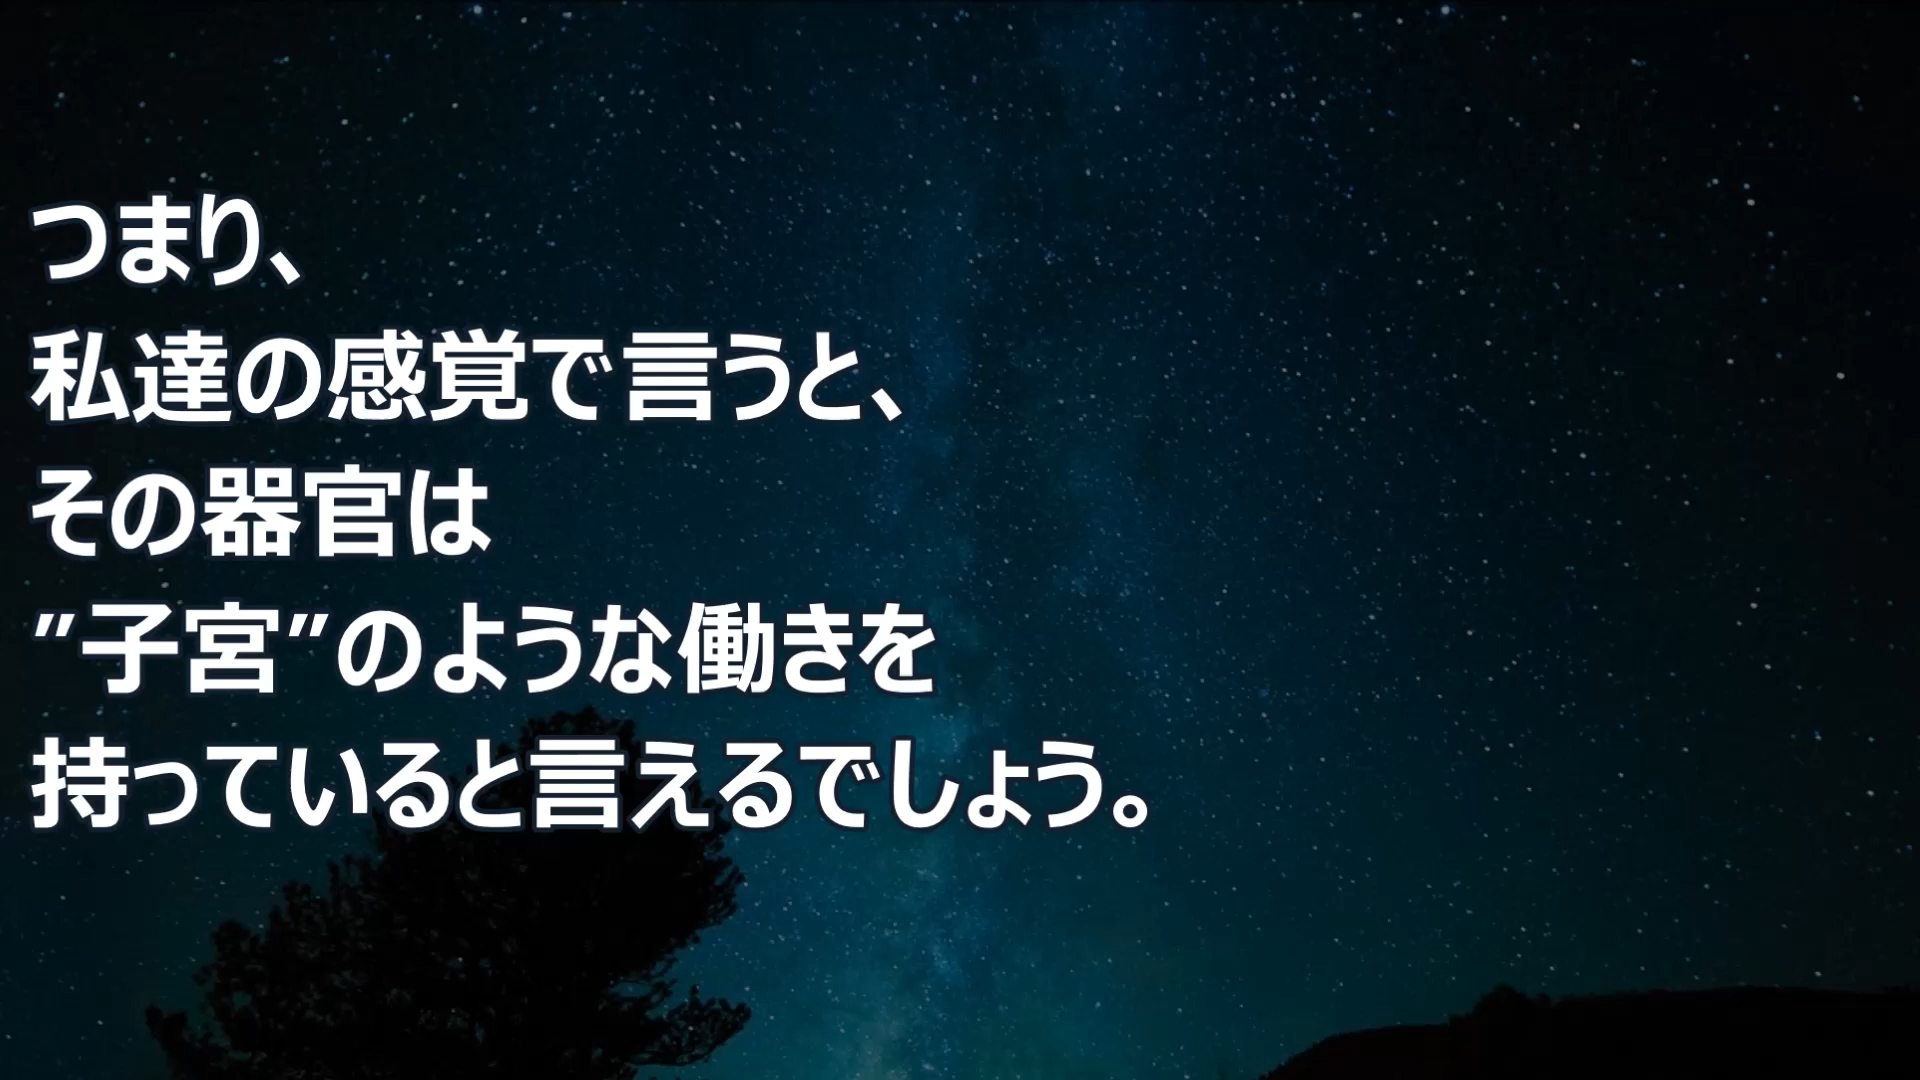 つまり、
私達の感覚で言うと、
その器官は
”子宮”のような働きを
持っていると言えるでしょう。